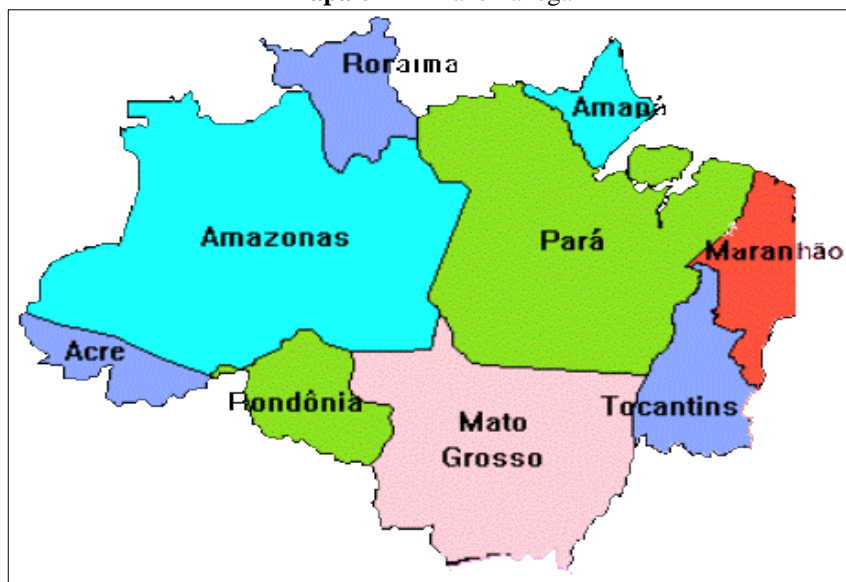 Roraima
Amapá
Amazonas
Pará
Maranhão
Acre
Rondônia
Tocantins
Mato
Grosso